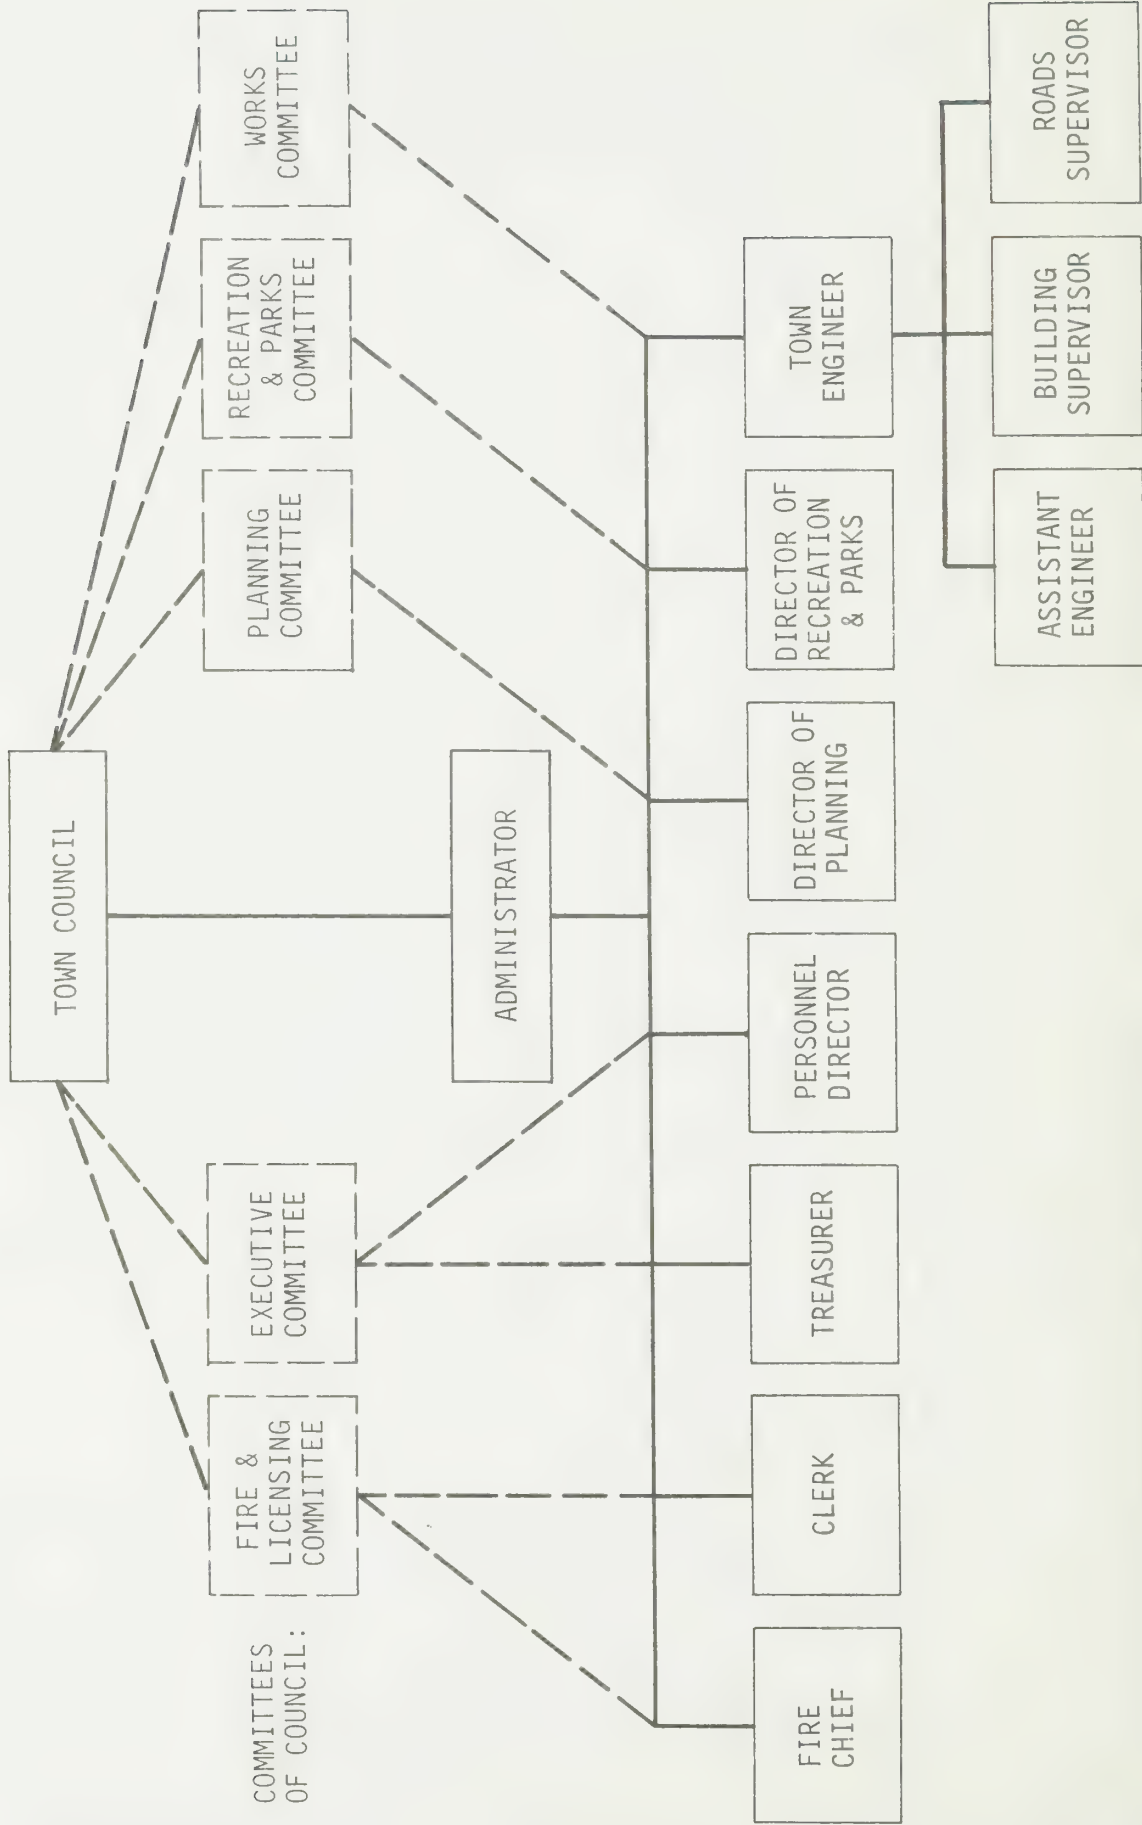 TOWN COUNCIL
COMMITTEES
OF COUNCIL:
FIRE &
LICENSING
COMMITTEE
EXECUTIVE
COMMITTEE
PLANNING
COMMITTEE
RECREATION
& PARKS
COMMITTEE
WORKS
COMMITTEE
ADMINISTRATOR
FIRE
CHIEF
CLERK
TREASURER
PERSONNEL
DIRECTOR
DIRECTOR OF
PLANNING
DIRECTOR OF
RECREATION
& PARKS
TOWN
ENGINEER
ASSISTANT
ENGINEER
BUILDING
SUPERVISOR
ROADS
SUPERVISOR